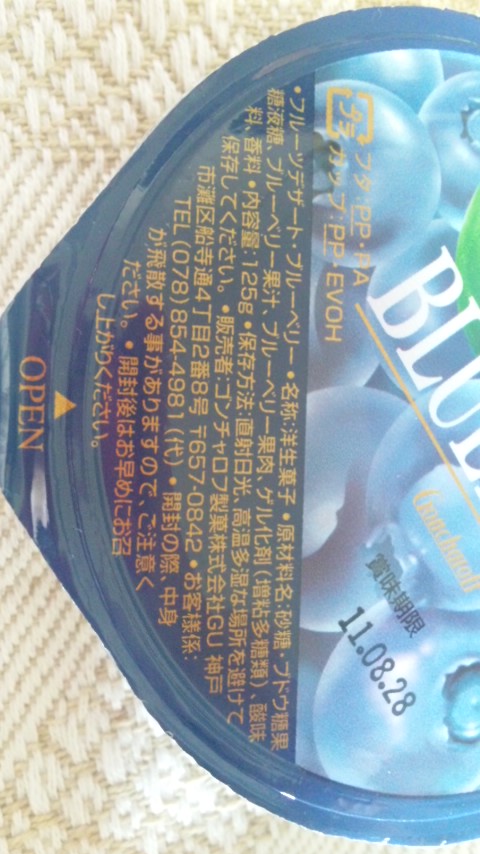 プラ
フタ:PP・PA
カップ:PP・EVOH
BLUE
Goncharoff
賞味期限
11.08.28
•フルーツデザート・ブルーベリー•名称:洋生菓子•原材料名:砂糖・ブドウ糖果
糖液糖、ブルーベリー果汁、ブルーベリー果肉、ゲル化剤(増粘多糖類)、酸味
料、香料•内容量:125g•保存方法:直射日光、高温多湿な場所を避けて
保存してください。•販売者:ゴンチャロフ製菓株式会社GU 神戸
市灘区船寺通4丁目2番8号 〒657-0842•お客様係:
TEL(078)854-4981(代)•開封の際、中身
が飛散する事がありますので、ご注意く
ださい。•開封後はお早めにお召
し上がりください。
OPEN